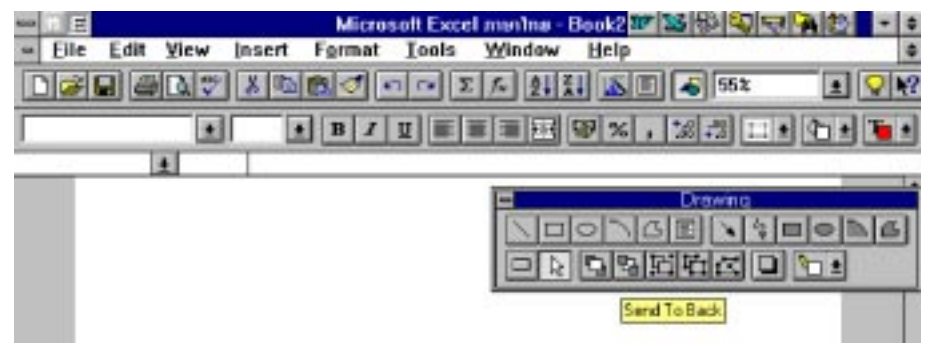 Microsoft Excel - Book2
File Edit View Insert Format Tools Window Help
55%
B I U % ,
Drawing
Send To Back